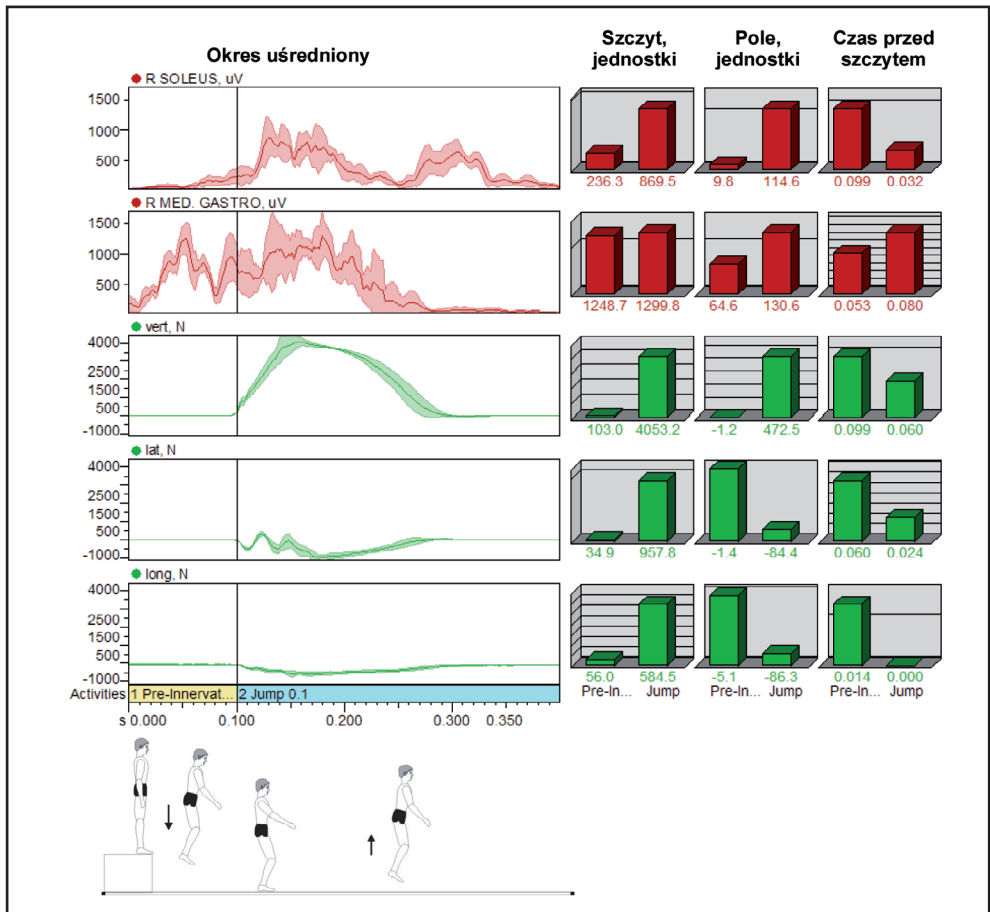 Okres uśredniony
Szczyt,
jednostki
Pole,
jednostki
Czas przed
szczytem
R SOLEUS, uV
1500
1000
500
236.3 869.5
9.8 114.6
0.099 0.032
R MED. GASTRO, uV
1500
1000
500
1248.7 1299.8
64.6 130.6
0.053 0.080
vert, N
4000
2500
1500
500
-1000
103.0 4053.2
-1.2 472.5
0.099 0.060
lat, N
4000
2500
1500
500
-1000
34.9 957.8
-1.4 -84.4
0.060 0.024
long, N
4000
2500
1500
500
-1000
56.0 584.5
-5.1 -86.3
0.014 0.000
Pre-In... Jump
Pre-In... Jump
Pre-In... Jump
Activities 1 Pre-Innervat... 2 Jump 0.1
s 0.000 0.100 0.200 0.300 0.350